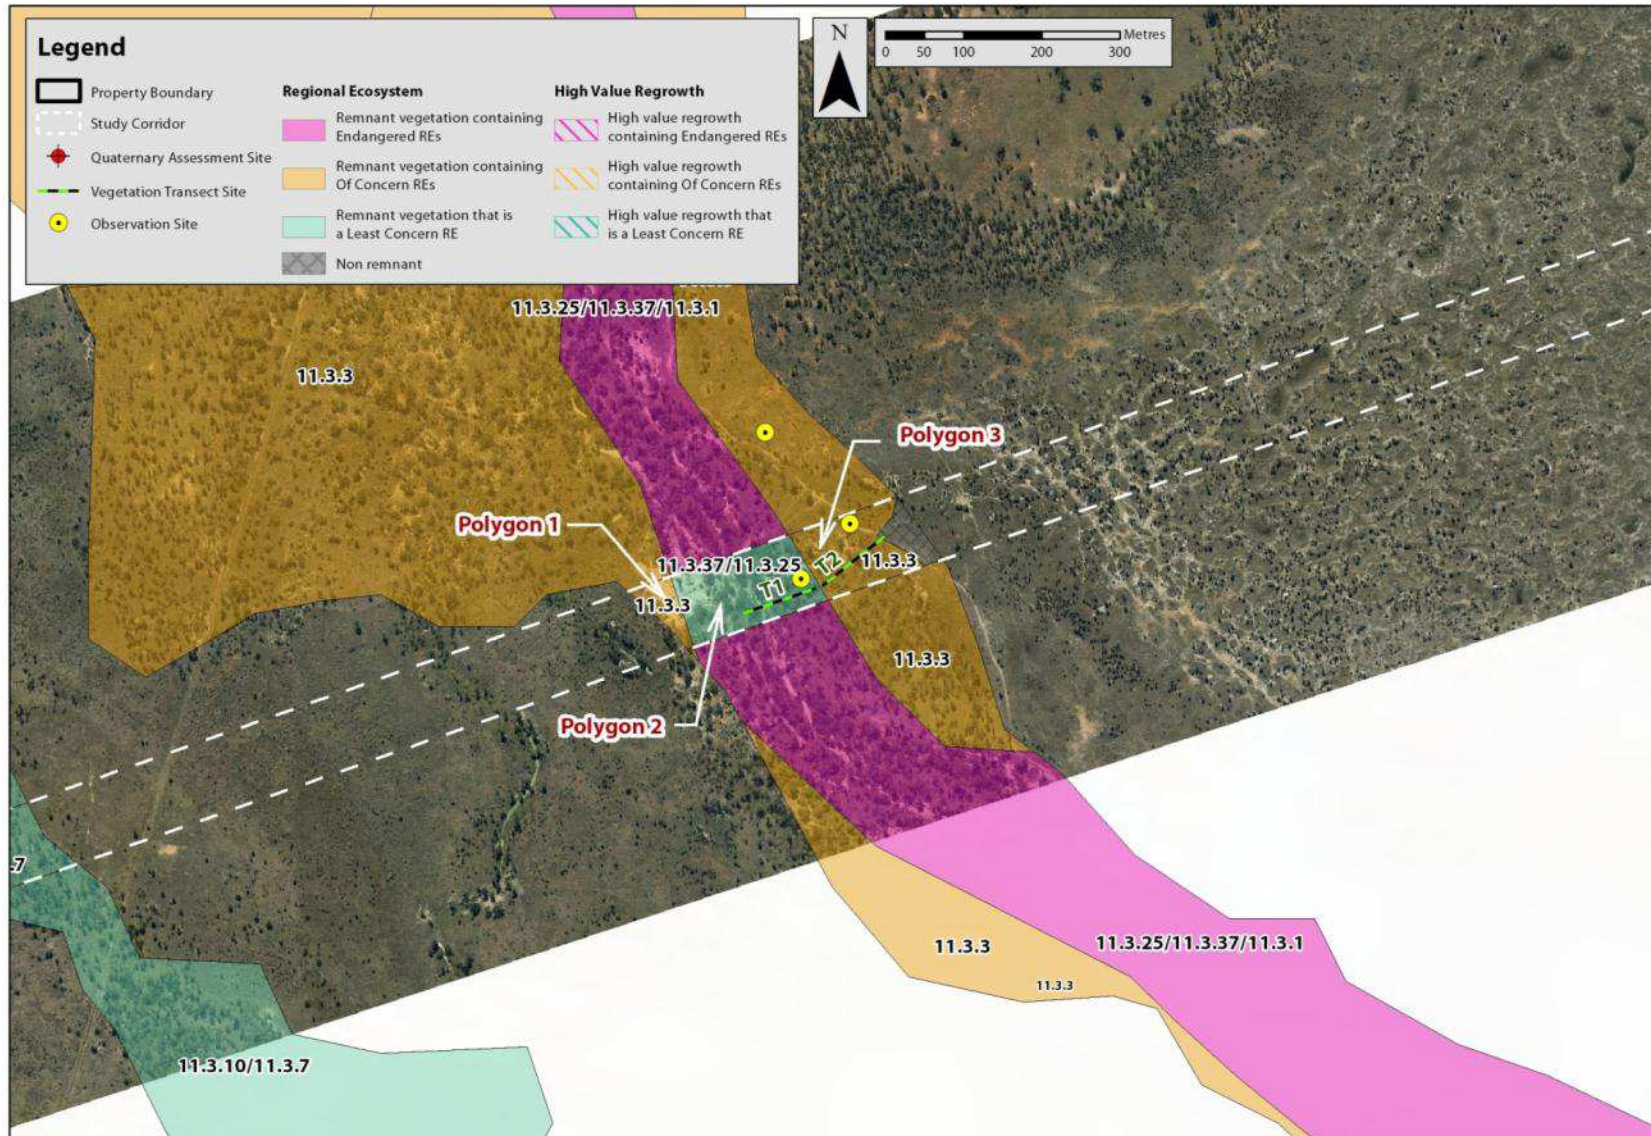 Legend
Property Boundary
Study Corridor
Quaternary Assessment Site
Vegetation Transect Site
Observation Site
Regional Ecosystem
Remnant vegetation containing
Endangered REs
Remnant vegetation containing
Of Concern REs
Remnant vegetation that is
a Least Concern RE
Non remnant
High Value Regrowth
High value regrowth
containing Endangered REs
High value regrowth
containing Of Concern REs
High value regrowth that
is a Least Concern RE
N
Metres
0 50 100 200 300
11.3.25/11.3.37/11.3.1
11.3.3
Polygon 3
Polygon 1
11.3.37/11.3.25
T2
11.3.3
T1
11.3.3
11.3.3
Polygon 2
.7
11.3.3
11.3.25/11.3.37/11.3.1
11.3.3
11.3.10/11.3.7